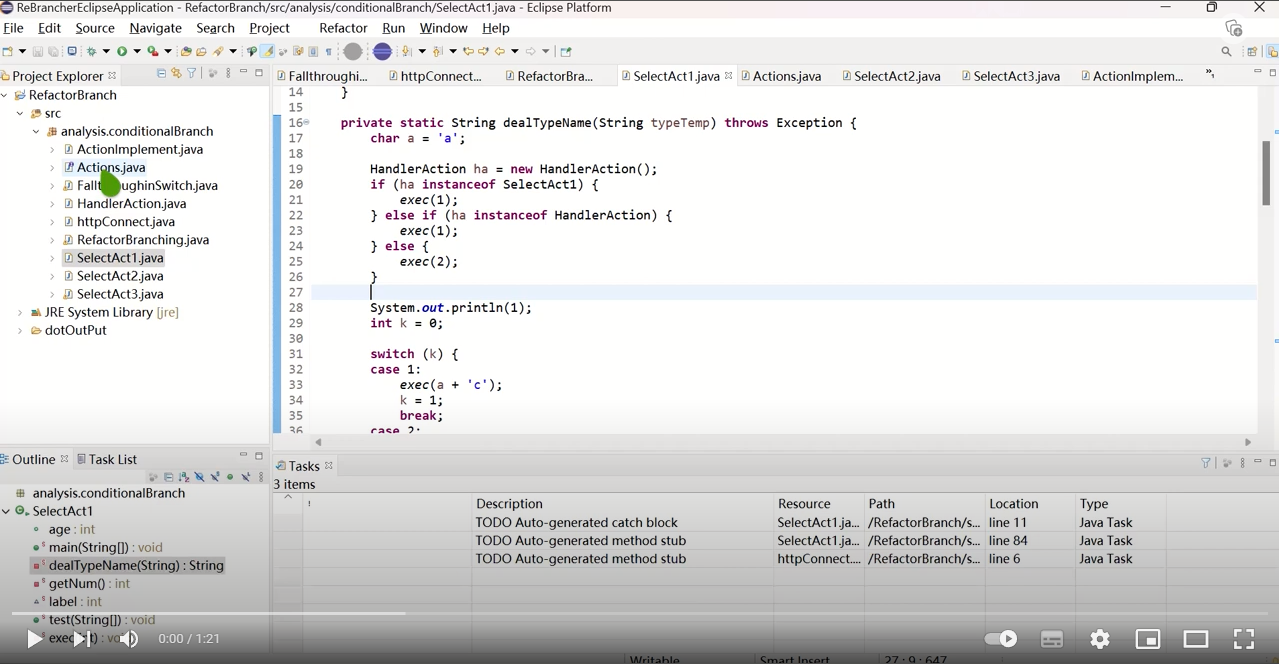 ReBrancherEclipseApplication - RefactorBranch/src/analysis/conditionalBranch/SelectAct1.java - Eclipse Platform
File Edit Source Navigate Search Project Refactor Run Window Help
Project Explorer
RefactorBranch
src
analysis.conditionalBranch
ActionImplement.java
Actions.java
FallthroughinSwitch.java
HandlerAction.java
httpConnect.java
RefactorBranching.java
SelectAct1.java
SelectAct2.java
SelectAct3.java
JRE System Library [jre]
dotOutPut
Fallthroughi... httpConnect... RefactorBra... SelectAct1.java Actions.java SelectAct2.java SelectAct3.java ActionImplem...
14 }
15
16 private static String dealTypeName(String typeTemp) throws Exception {
17 char a = 'a';
18
19 HandlerAction ha = new HandlerAction();
20 if (ha instanceof SelectAct1) {
21 exec(1);
22 } else if (ha instanceof HandlerAction) {
23 exec(1);
24 } else {
25 exec(2);
26 }
27
28 System.out.println(1);
29 int k = 0;
30
31 switch (k) {
32 case 1:
33 exec(a + 'c');
34 k = 1;
35 break;
36 case 2:
Outline Task List
analysis.conditionalBranch
SelectAct1
age : int
main(String[]) : void
dealTypeName(String) : String
getNum() : int
label : int
test(String[]) : void
Tasks
3 items
! Description Resource Path Location Type
TODO Auto-generated catch block SelectAct1.ja... /RefactorBranch/s... line 11 Java Task
TODO Auto-generated method stub SelectAct1.ja... /RefactorBranch/s... line 84 Java Task
TODO Auto-generated method stub httpConnect.... /RefactorBranch/s... line 6 Java Task
0:00 / 1:21
Writable Smart Insert 27 : 9 : 647